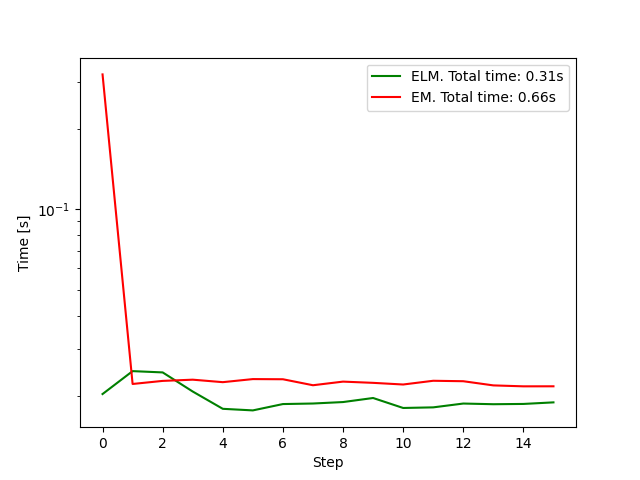 ELM. Total time: 0.31s
EM. Total time: 0.66s
Time [s]
10⁻¹
0 2 4 6 8 10 12 14
Step